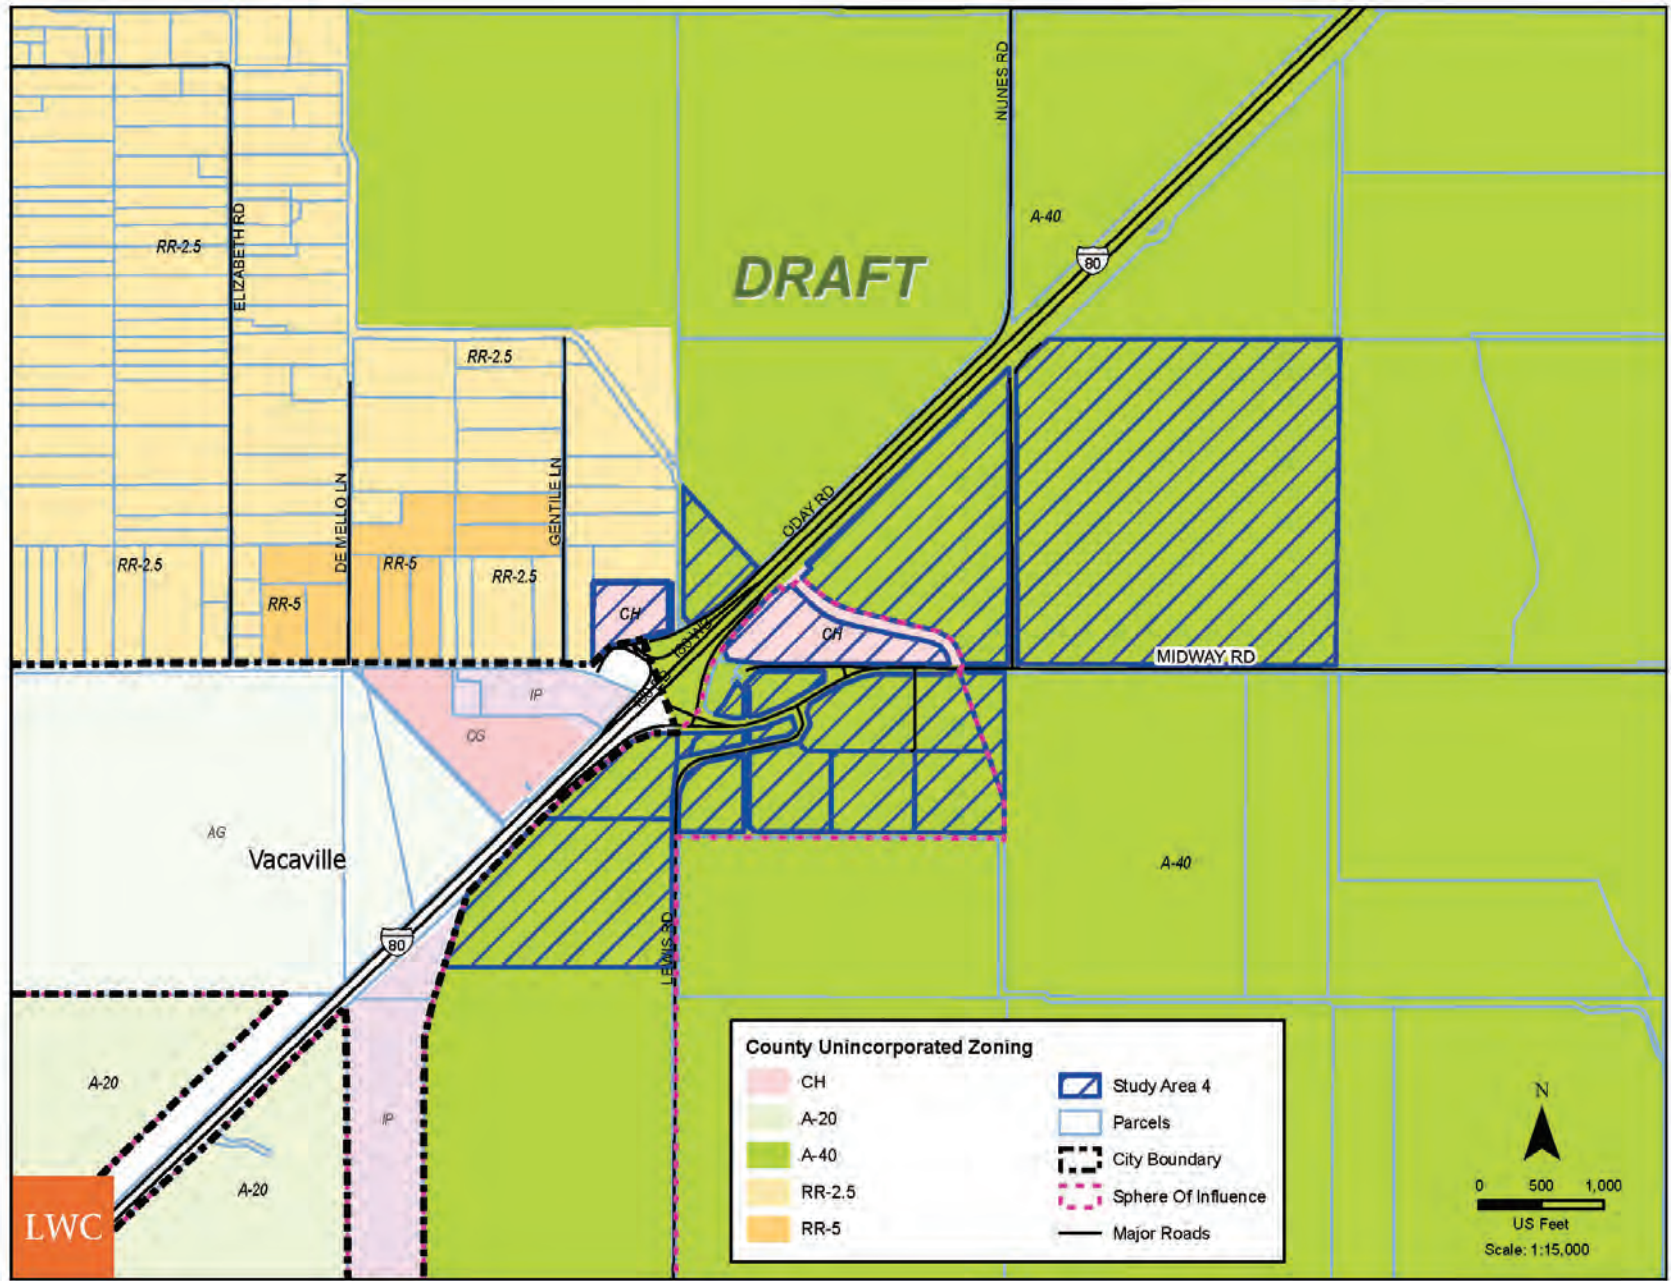 NUNES RD
A-40
ELIZABETH RD
RR-2.5
DRAFT
80
RR-2.5
DE MELLO LN
GENTILE LN
ODAY RD
RR-2.5
RR-5
RR-2.5
RR-5
CH
CH
MIDWAY RD
IP
CG
AG
Vacaville
A-40
80
LEWIS RD
A-20
IP
A-20
LWC
County Unincorporated Zoning
CH
A-20
A-40
RR-2.5
RR-5
Study Area 4
Parcels
City Boundary
Sphere Of Influence
Major Roads
N
0 500 1,000
US Feet
Scale: 1:15,000